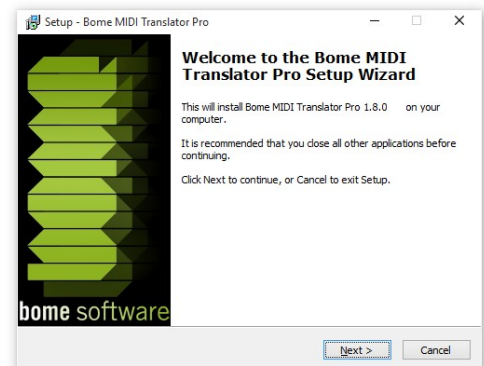 Setup - Bome MIDI Translator Pro
Welcome to the Bome MIDI
Translator Pro Setup Wizard
This will install Bome MIDI Translator Pro 1.8.0 on your
computer.
It is recommended that you close all other applications before
continuing.
Click Next to continue, or Cancel to exit Setup.
bome software
Next >
Cancel